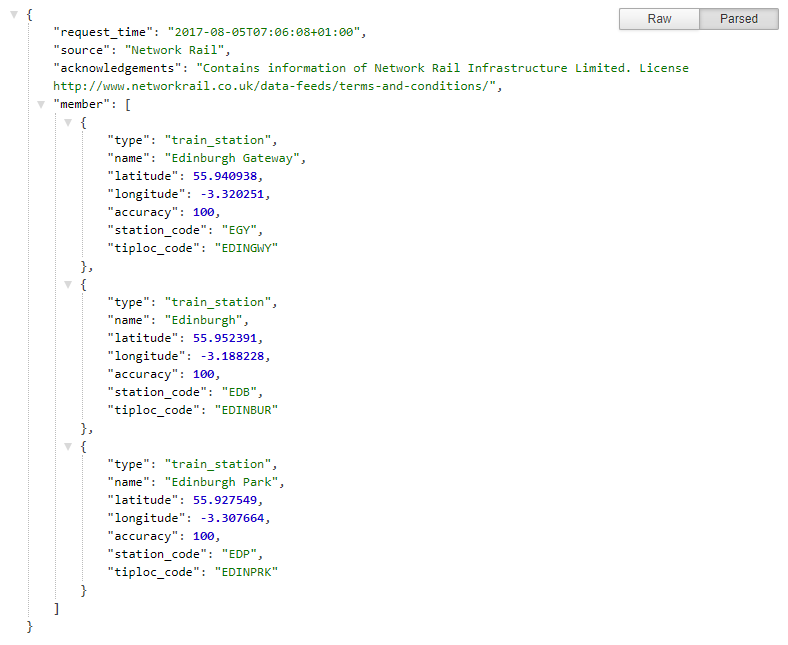 {
Raw Parsed
"request_time": "2017-08-05T07:06:08+01:00",
"source": "Network Rail",
"acknowledgements": "Contains information of Network Rail Infrastructure Limited. License
http://www.networkrail.co.uk/data-feeds/terms-and-conditions/",
"member": [
{
"type": "train_station",
"name": "Edinburgh Gateway",
"latitude": 55.940938,
"longitude": -3.320251,
"accuracy": 100,
"station_code": "EGY",
"tiploc_code": "EDINGWY"
},
{
"type": "train_station",
"name": "Edinburgh",
"latitude": 55.952391,
"longitude": -3.188228,
"accuracy": 100,
"station_code": "EDB",
"tiploc_code": "EDINBUR"
},
{
"type": "train_station",
"name": "Edinburgh Park",
"latitude": 55.927549,
"longitude": -3.307664,
"accuracy": 100,
"station_code": "EDP",
"tiploc_code": "EDINPRK"
}
]
}